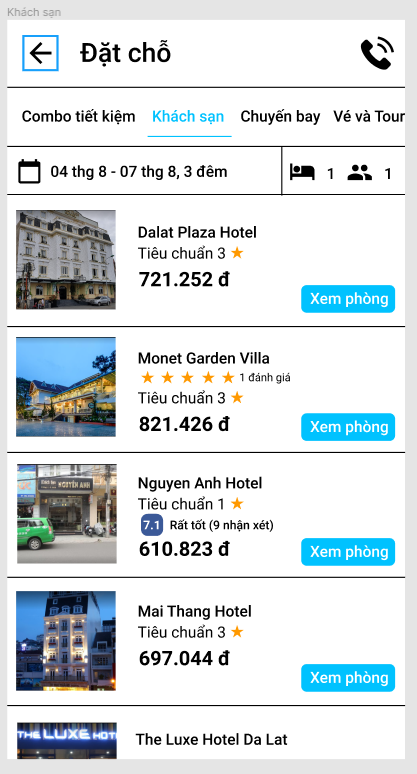 Khách sạn
Đặt chỗ
Combo tiết kiệm Khách sạn Chuyến bay Vé và Tour
04 thg 8 - 07 thg 8, 3 đêm 1 1
Dalat Plaza Hotel
Tiêu chuẩn 3 ★
721.252 đ
Xem phòng
Monet Garden Villa
★ ★ ★ ★ ★ 1 đánh giá
Tiêu chuẩn 3 ★
821.426 đ
Xem phòng
NGUYÊN ANH
Nguyen Anh Hotel
Tiêu chuẩn 1 ★
7.1 Rất tốt (9 nhận xét)
610.823 đ
Xem phòng
Mai Thang Hotel
Tiêu chuẩn 3 ★
697.044 đ
Xem phòng
THE LUXE HOT
The Luxe Hotel Da Lat